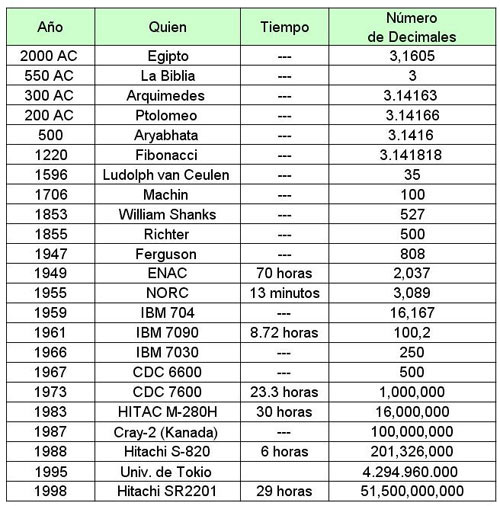 Año Quien Tiempo Número de Decimales
2000 AC Egipto --- 3,1605
550 AC La Biblia --- 3
300 AC Arquimedes --- 3.14163
200 AC Ptolomeo --- 3.14166
500 Aryabhata --- 3.1416
1220 Fibonacci --- 3.141818
1596 Ludolph van Ceulen --- 35
1706 Machin --- 100
1853 William Shanks --- 527
1855 Richter --- 500
1947 Ferguson --- 808
1949 ENAC 70 horas 2,037
1955 NORC 13 minutos 3,089
1959 IBM 704 --- 16,167
1961 IBM 7090 8.72 horas 100,2
1966 IBM 7030 --- 250
1967 CDC 6600 --- 500
1973 CDC 7600 23.3 horas 1,000,000
1983 HITAC M-280H 30 horas 16,000,000
1987 Cray-2 (Kanada) --- 100,000,000
1988 Hitachi S-820 6 horas 201,326,000
1995 Univ. de Tokio 4.294.960.000
1998 Hitachi SR2201 29 horas 51,500,000,000